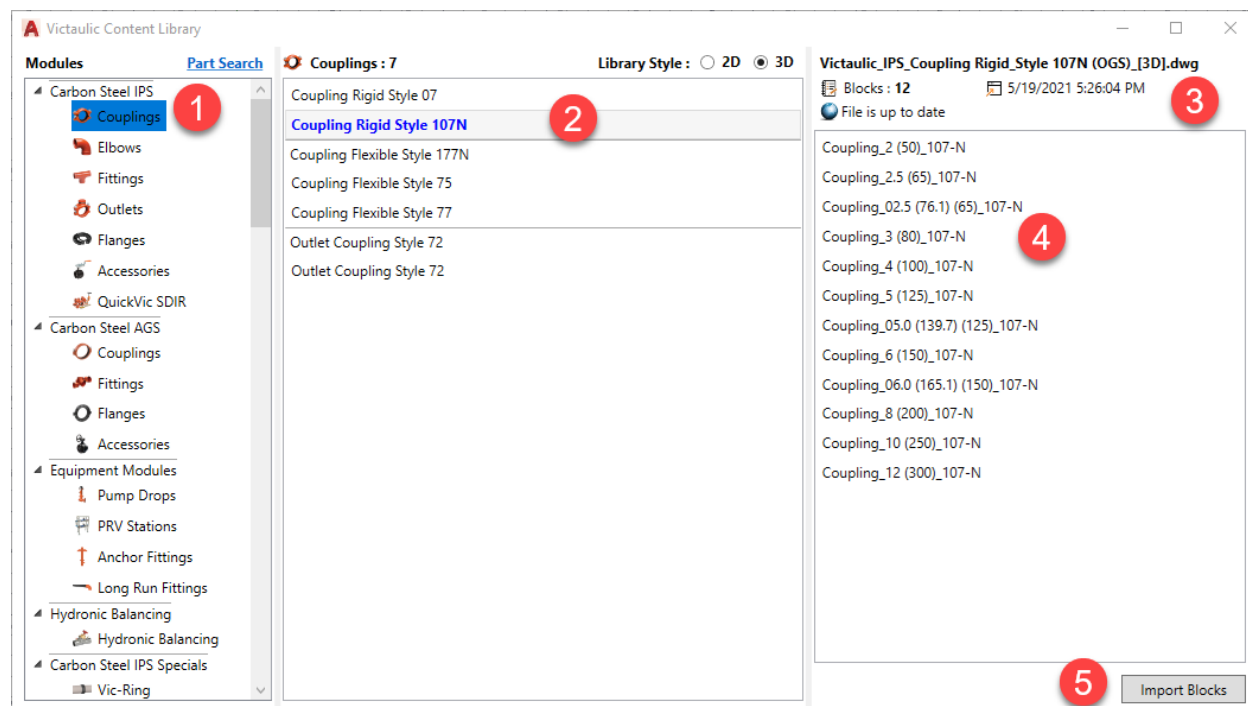 Victaulic Content Library
Modules
Part Search
Carbon Steel IPS
Couplings
1
Elbows
Fittings
Outlets
Flanges
Accessories
QuickVic SDIR
Carbon Steel AGS
Couplings
Fittings
Flanges
Accessories
Equipment Modules
Pump Drops
PRV Stations
Anchor Fittings
Long Run Fittings
Hydronic Balancing
Hydronic Balancing
Carbon Steel IPS Specials
Vic-Ring
Couplings : 7
Library Style : 2D 3D
Coupling Rigid Style 07
Coupling Rigid Style 107N
2
Coupling Flexible Style 177N
Coupling Flexible Style 75
Coupling Flexible Style 77
Outlet Coupling Style 72
Outlet Coupling Style 72
Victaulic_IPS_Coupling Rigid_Style 107N (OGS)_[3D].dwg
Blocks : 12
5/19/2021 5:26:04 PM
3
File is up to date
Coupling_2 (50)_107-N
Coupling_2.5 (65)_107-N
Coupling_02.5 (76.1) (65)_107-N
Coupling_3 (80)_107-N
4
Coupling_4 (100)_107-N
Coupling_5 (125)_107-N
Coupling_05.0 (139.7) (125)_107-N
Coupling_6 (150)_107-N
Coupling_06.0 (165.1) (150)_107-N
Coupling_8 (200)_107-N
Coupling_10 (250)_107-N
Coupling_12 (300)_107-N
5
Import Blocks